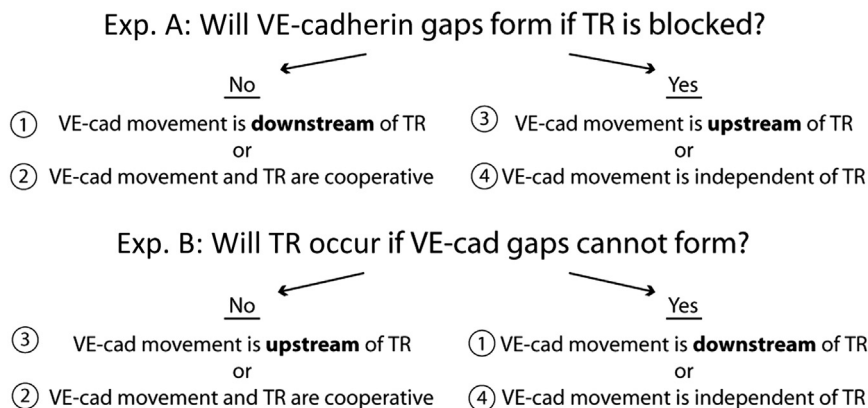 Exp. A: Will VE-cadherin gaps form if TR is blocked?
No
Yes
① VE-cad movement is downstream of TR
or
② VE-cad movement and TR are cooperative
③ VE-cad movement is upstream of TR
or
④ VE-cad movement is independent of TR
Exp. B: Will TR occur if VE-cad gaps cannot form?
No
Yes
③ VE-cad movement is upstream of TR
or
② VE-cad movement and TR are cooperative
① VE-cad movement is downstream of TR
or
④ VE-cad movement is independent of TR